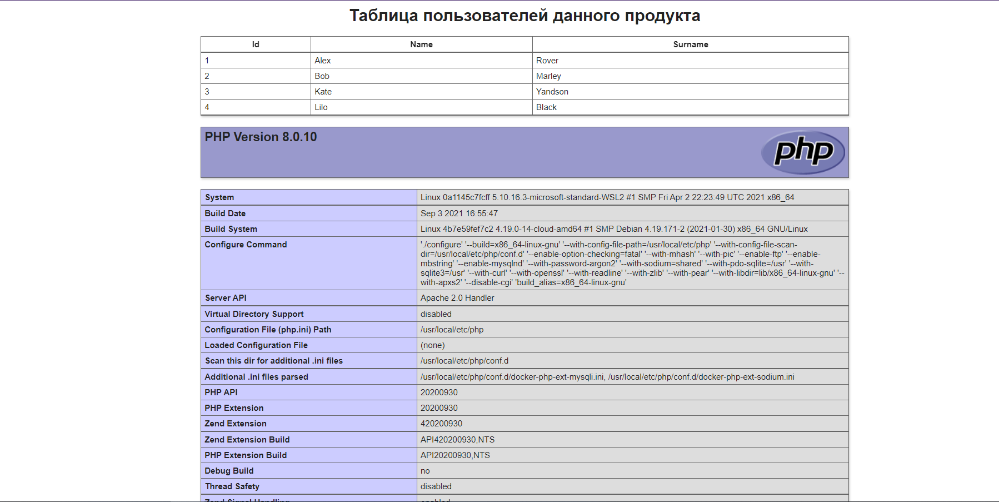 Таблица пользователей данного продукта
Id Name Surname
1 Alex Rover
2 Bob Marley
3 Kate Yandson
4 Lilo Black
PHP Version 8.0.10
php
System Linux 0a1145c7fcff 5.10.16.3-microsoft-standard-WSL2 #1 SMP Fri Apr 2 22:23:49 UTC 2021 x86_64
Build Date Sep 3 2021 16:55:47
Build System Linux 4b7e59fef7c2 4.19.0-14-cloud-amd64 #1 SMP Debian 4.19.171-2 (2021-01-30) x86_64 GNU/Linux
Configure Command './configure' '--build=x86_64-linux-gnu' '--with-config-file-path=/usr/local/etc/php' '--with-config-file-scan-
dir=/usr/local/etc/php/conf.d' '--enable-option-checking=fatal' '--with-mhash' '--with-pic' '--enable-ftp' '--enable-
mbstring' '--enable-mysqlnd' '--with-password-argon2' '--with-sodium=shared' '--with-pdo-sqlite=/usr' '--with-
sqlite3=/usr' '--with-curl' '--with-openssl' '--with-readline' '--with-zlib' '--with-pear' '--with-libdir=lib/x86_64-linux-gnu' '--
with-apxs2' '--disable-cgi' 'build_alias=x86_64-linux-gnu'
Server API Apache 2.0 Handler
Virtual Directory Support disabled
Configuration File (php.ini) Path /usr/local/etc/php
Loaded Configuration File (none)
Scan this dir for additional .ini files /usr/local/etc/php/conf.d
Additional .ini files parsed /usr/local/etc/php/conf.d/docker-php-ext-mysqli.ini, /usr/local/etc/php/conf.d/docker-php-ext-sodium.ini
PHP API 20200930
PHP Extension 20200930
Zend Extension 420200930
Zend Extension Build API420200930,NTS
PHP Extension Build API20200930,NTS
Debug Build no
Thread Safety disabled
Zend Signal Handling enabled